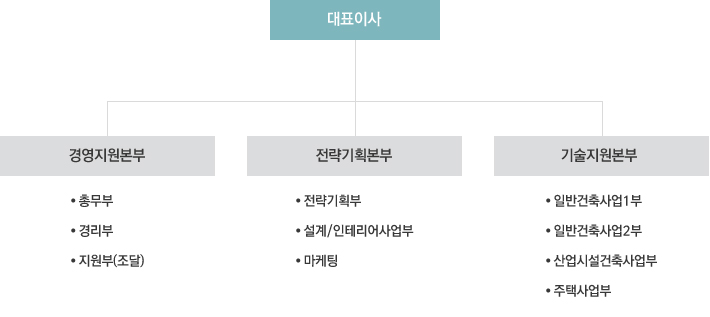 대표이사
경영지원본부
• 총무부
• 경리부
• 지원부(조달)
전략기획본부
• 전략기획부
• 설계/인테리어사업부
• 마케팅
기술지원본부
• 일반건축사업1부
• 일반건축사업2부
• 산업시설건축사업부
• 주택사업부